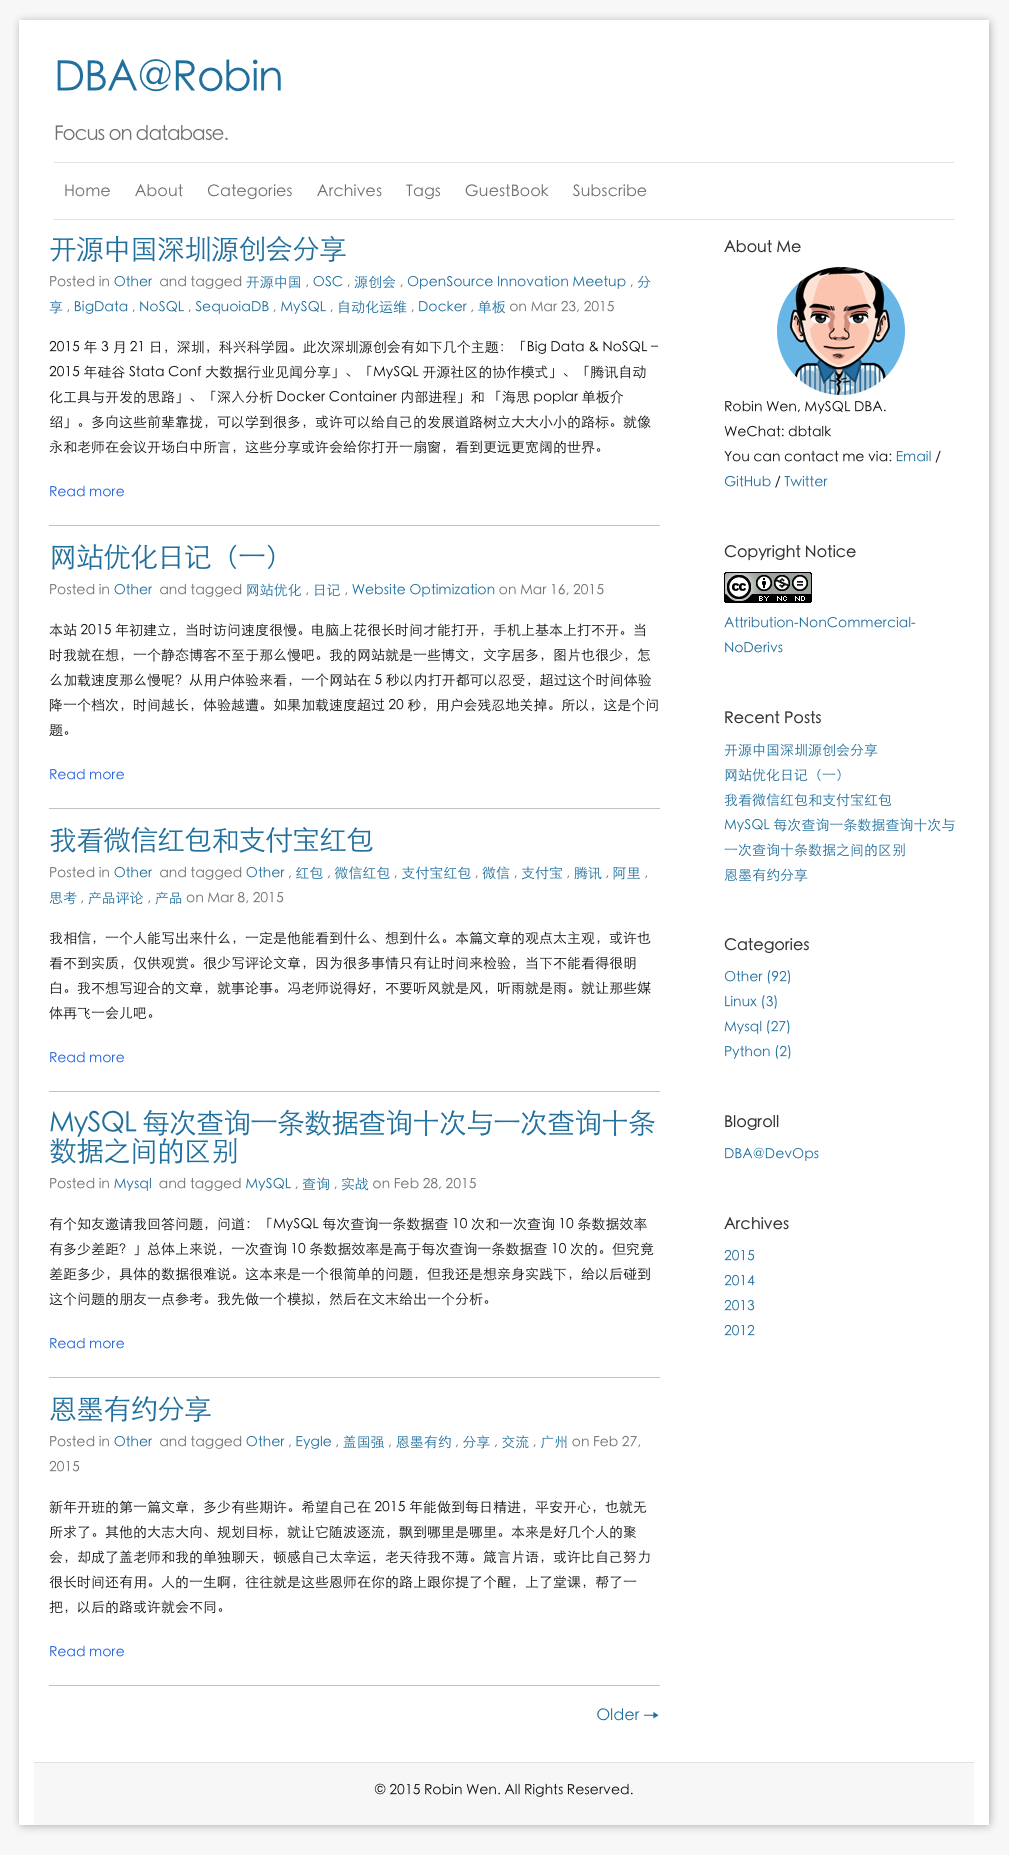 DBA@Robin
Focus on database.
Home About Categories Archives Tags GuestBook Subscribe
开源中国深圳源创会分享
Posted in Other and tagged 开源中国 , OSC , 源创会 , OpenSource Innovation Meetup , 分
享 , BigData , NoSQL , SequoiaDB , MySQL , 自动化运维 , Docker , 单板 on Mar 23, 2015
2015 年 3 月 21 日，深圳，科兴科学园。此次深圳源创会有如下几个主题：「Big Data & NoSQL –
2015 年硅谷 Stata Conf 大数据行业见闻分享」、「MySQL 开源社区的协作模式」、「腾讯自动
化工具与开发的思路」、「深入分析 Docker Container 内部进程」和 「海思 poplar 单板介
绍」。多向这些前辈靠拢，可以学到很多，或许可以给自己的发展道路树立大大小小的路标。就像
永和老师在会议开场白中所言，这些分享或许会给你打开一扇窗，看到更远更宽阔的世界。
Read more
网站优化日记（一）
Posted in Other and tagged 网站优化 , 日记 , Website Optimization on Mar 16, 2015
本站 2015 年初建立，当时访问速度很慢。电脑上花很长时间才能打开，手机上基本上打不开。当
时我就在想，一个静态博客不至于那么慢吧。我的网站就是一些博文，文字居多，图片也很少，怎
么加载速度那么慢呢？从用户体验来看，一个网站在 5 秒以内打开都可以忍受，超过这个时间体验
降一个档次，时间越长，体验越遭。如果加载速度超过 20 秒，用户会残忍地关掉。所以，这是个问
题。
Read more
我看微信红包和支付宝红包
Posted in Other and tagged Other , 红包 , 微信红包 , 支付宝红包 , 微信 , 支付宝 , 腾讯 , 阿里 ,
思考 , 产品评论 , 产品 on Mar 8, 2015
我相信，一个人能写出来什么，一定是他能看到什么、想到什么。本篇文章的观点太主观，或许也
看不到实质，仅供观赏。很少写评论文章，因为很多事情只有让时间来检验，当下不能看得很明
白。我不想写迎合的文章，就事论事。冯老师说得好，不要听风就是风，听雨就是雨。就让那些媒
体再飞一会儿吧。
Read more
MySQL 每次查询一条数据查询十次与一次查询十条
数据之间的区别
Posted in Mysql and tagged MySQL , 查询 , 实战 on Feb 28, 2015
有个知友邀请我回答问题，问道：「MySQL 每次查询一条数据查 10 次和一次查询 10 条数据效率
有多少差距？」总体上来说，一次查询 10 条数据效率是高于每次查询一条数据查 10 次的。但究竟
差距多少，具体的数据很难说。这本来是一个很简单的问题，但我还是想亲身实践下，给以后碰到
这个问题的朋友一点参考。我先做一个模拟，然后在文末给出一个分析。
Read more
恩墨有约分享
Posted in Other and tagged Other , Eygle , 盖国强 , 恩墨有约 , 分享 , 交流 , 广州 on Feb 27,
2015
新年开班的第一篇文章，多少有些期许。希望自己在 2015 年能做到每日精进，平安开心，也就无
所求了。其他的大志大向、规划目标，就让它随波逐流，飘到哪里是哪里。本来是好几个人的聚
会，却成了盖老师和我的单独聊天，顿感自己太幸运，老天待我不薄。箴言片语，或许比自己努力
很长时间还有用。人的一生啊，往往就是这些恩师在你的路上跟你提了个醒，上了堂课，帮了一
把，以后的路或许就会不同。
Read more
Older →
About Me
Robin Wen, MySQL DBA.
WeChat: dbtalk
You can contact me via: Email /
GitHub / Twitter
Copyright Notice
cc BY NC ND
Attribution-NonCommercial-
NoDerivs
Recent Posts
开源中国深圳源创会分享
网站优化日记（一）
我看微信红包和支付宝红包
MySQL 每次查询一条数据查询十次与
一次查询十条数据之间的区别
恩墨有约分享
Categories
Other (92)
Linux (3)
Mysql (27)
Python (2)
Blogroll
DBA@DevOps
Archives
2015
2014
2013
2012
© 2015 Robin Wen. All Rights Reserved.